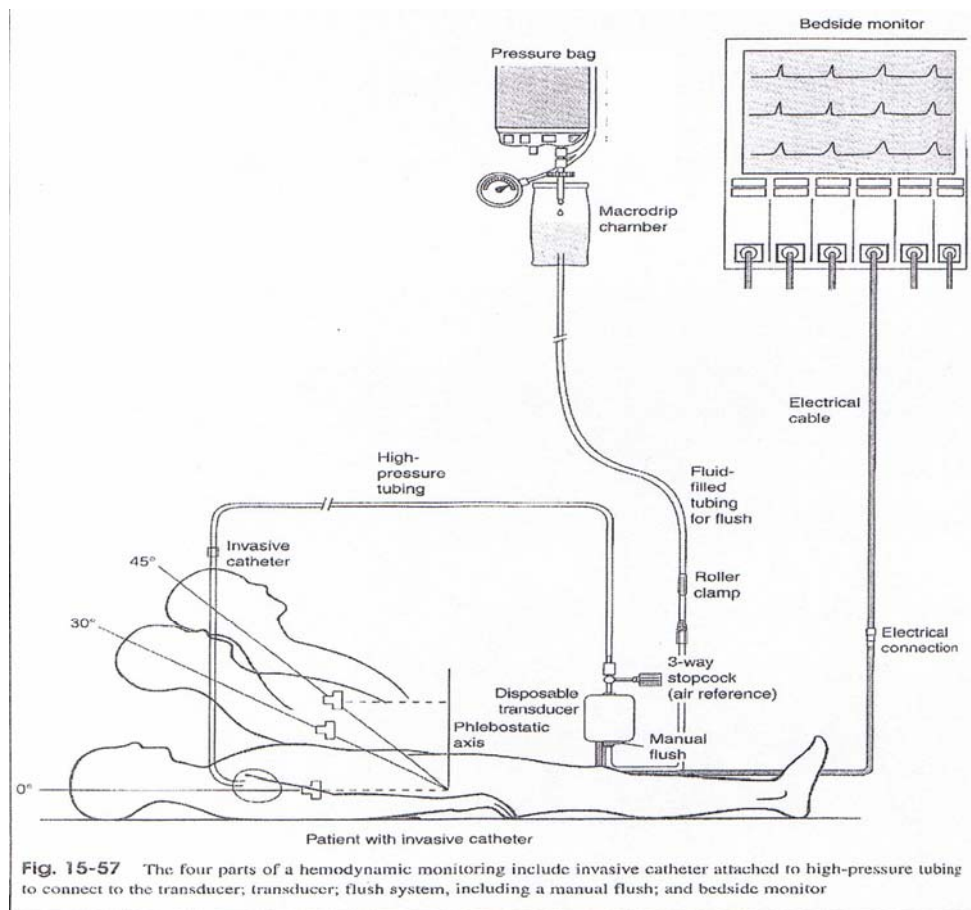 Bedside monitor
Pressure bag
Macrodrip
chamber
Electrical
cable
High-
pressure
tubing
Fluid-
filled
tubing
for flush
Invasive
catheter
45°
Roller
clamp
30°
Electrical
connection
3-way
stopcock
(air reference)
Disposable
transducer
Phlebostatic
axis
Manual
flush
0°
Patient with invasive catheter
Fig. 15-57 The four parts of a hemodynamic monitoring include invasive catheter attached to high-pressure tubing
to connect to the transducer; transducer; flush system, including a manual flush; and bedside monitor